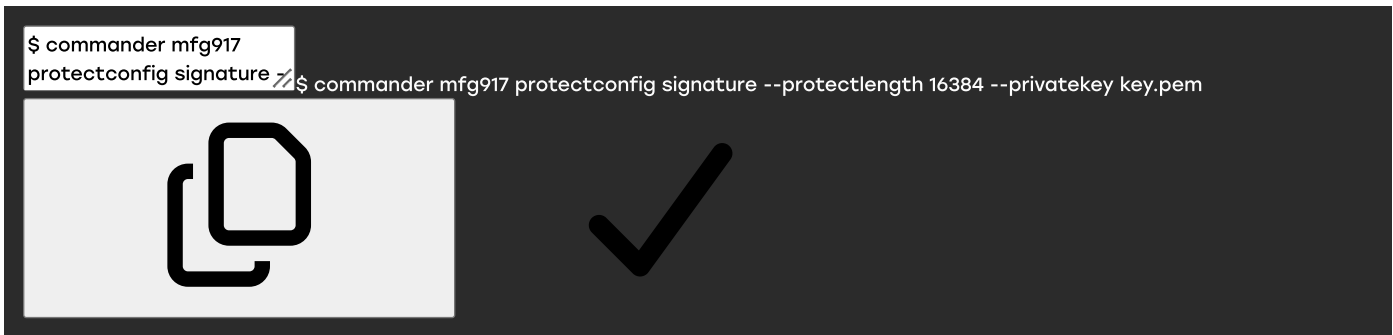 $ commander mfg917
protectconfig signature -
$ commander mfg917 protectconfig signature --protectlength 16384 --privatekey key.pem